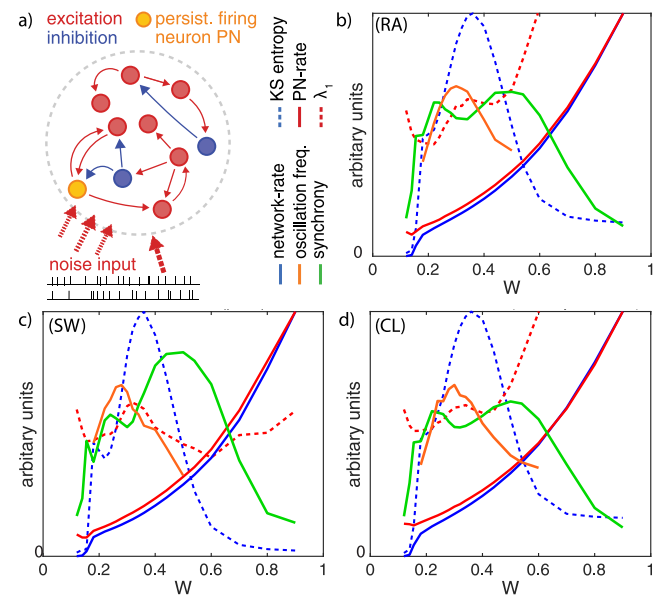 a)
excitation
inhibition
persist. firing
neuron PN
noise input
KS entropy
PN-rate
λ1
network-rate
oscillation freq.
synchrony
b)
(RA)
arbitary units
0
0 0.2 0.4 0.6 0.8 1
W
c)
(SW)
arbitary units
0
0 0.2 0.4 0.6 0.8 1
W
d)
(CL)
arbitary units
0
0 0.2 0.4 0.6 0.8 1
W